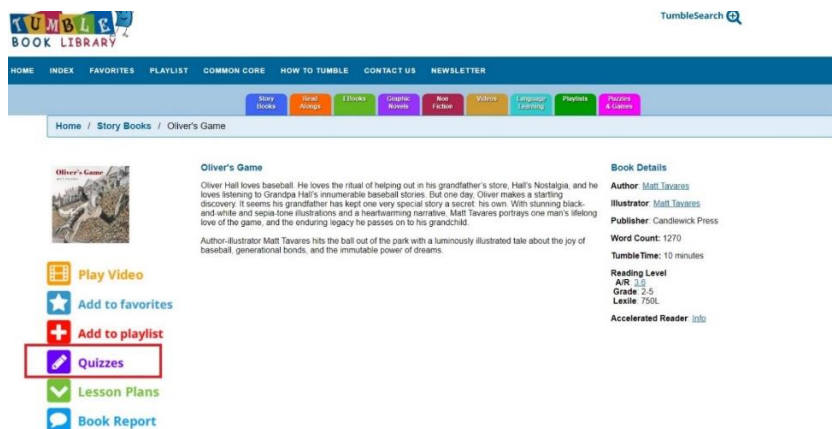 TUMBLE
BOOK LIBRARY
TumbleSearch
HOME INDEX FAVORITES PLAYLIST COMMON CORE HOW TO TUMBLE CONTACT US NEWSLETTER
Story Books
Read Alongs
EBooks
Graphic Novels
Non Fiction
Videos
Language Learning
Playlists
Puzzles & Games
Home / Story Books / Oliver's Game
Oliver's Game
Oliver's Game
Oliver Hall loves baseball. He loves the ritual of helping out in his grandfather's store, Hall's Nostalgia, and he
loves listening to Grandpa Hall's innumerable baseball stories. But one day, Oliver makes a startling
discovery. It seems his grandfather has kept one very special story a secret: his own. With stunning black-
and-white and sepia-tone illustrations and a heartwarming narrative, Matt Tavares portrays one man's lifelong
love of the game, and the enduring legacy he passes on to his grandchild.
Author-illustrator Matt Tavares hits the ball out of the park with a luminously illustrated tale about the joy of
baseball, generational bonds, and the immutable power of dreams.
Book Details
Author: Matt Tavares
Illustrator: Matt Tavares
Publisher: Candlewick Press
Word Count: 1270
TumbleTime: 10 minutes
Reading Level
A/R: 3.6
Grade: 2-5
Lexile: 750L
Accelerated Reader: Info
Play Video
Add to favorites
Add to playlist
Quizzes
Lesson Plans
Book Report